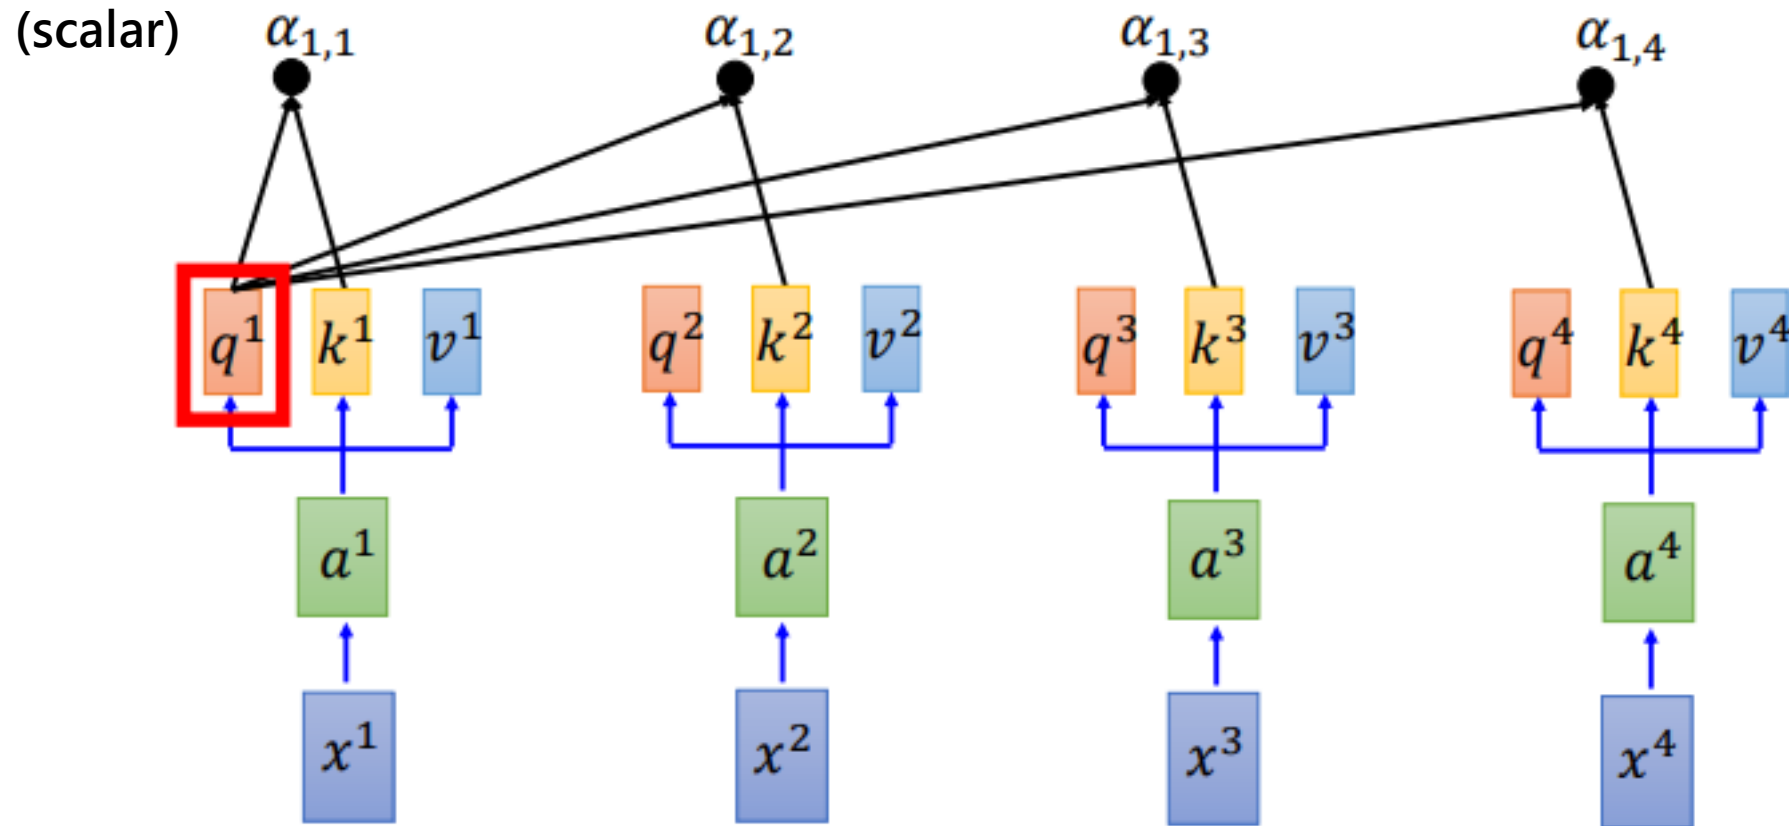 (scalar) α₁,₁ α₁,₂ α₁,₃ α₁,₄
q¹ k¹ v¹ q² k² v² q³ k³ v³ q⁴ k⁴ v⁴
a¹ a² a³ a⁴
x¹ x² x³ x⁴